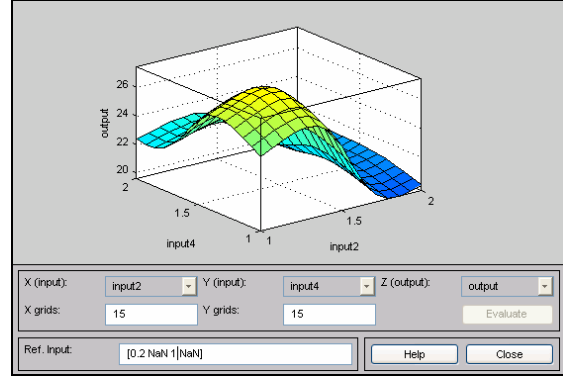 26
24
22
20
output
2
1.5
1
input4
1
1.5
2
input2
X (input): input2 Y (input): input4 Z (output): output
X grids: 15 Y grids: 15 Evaluate
Ref. Input: [0.2 NaN 1 NaN] Help Close